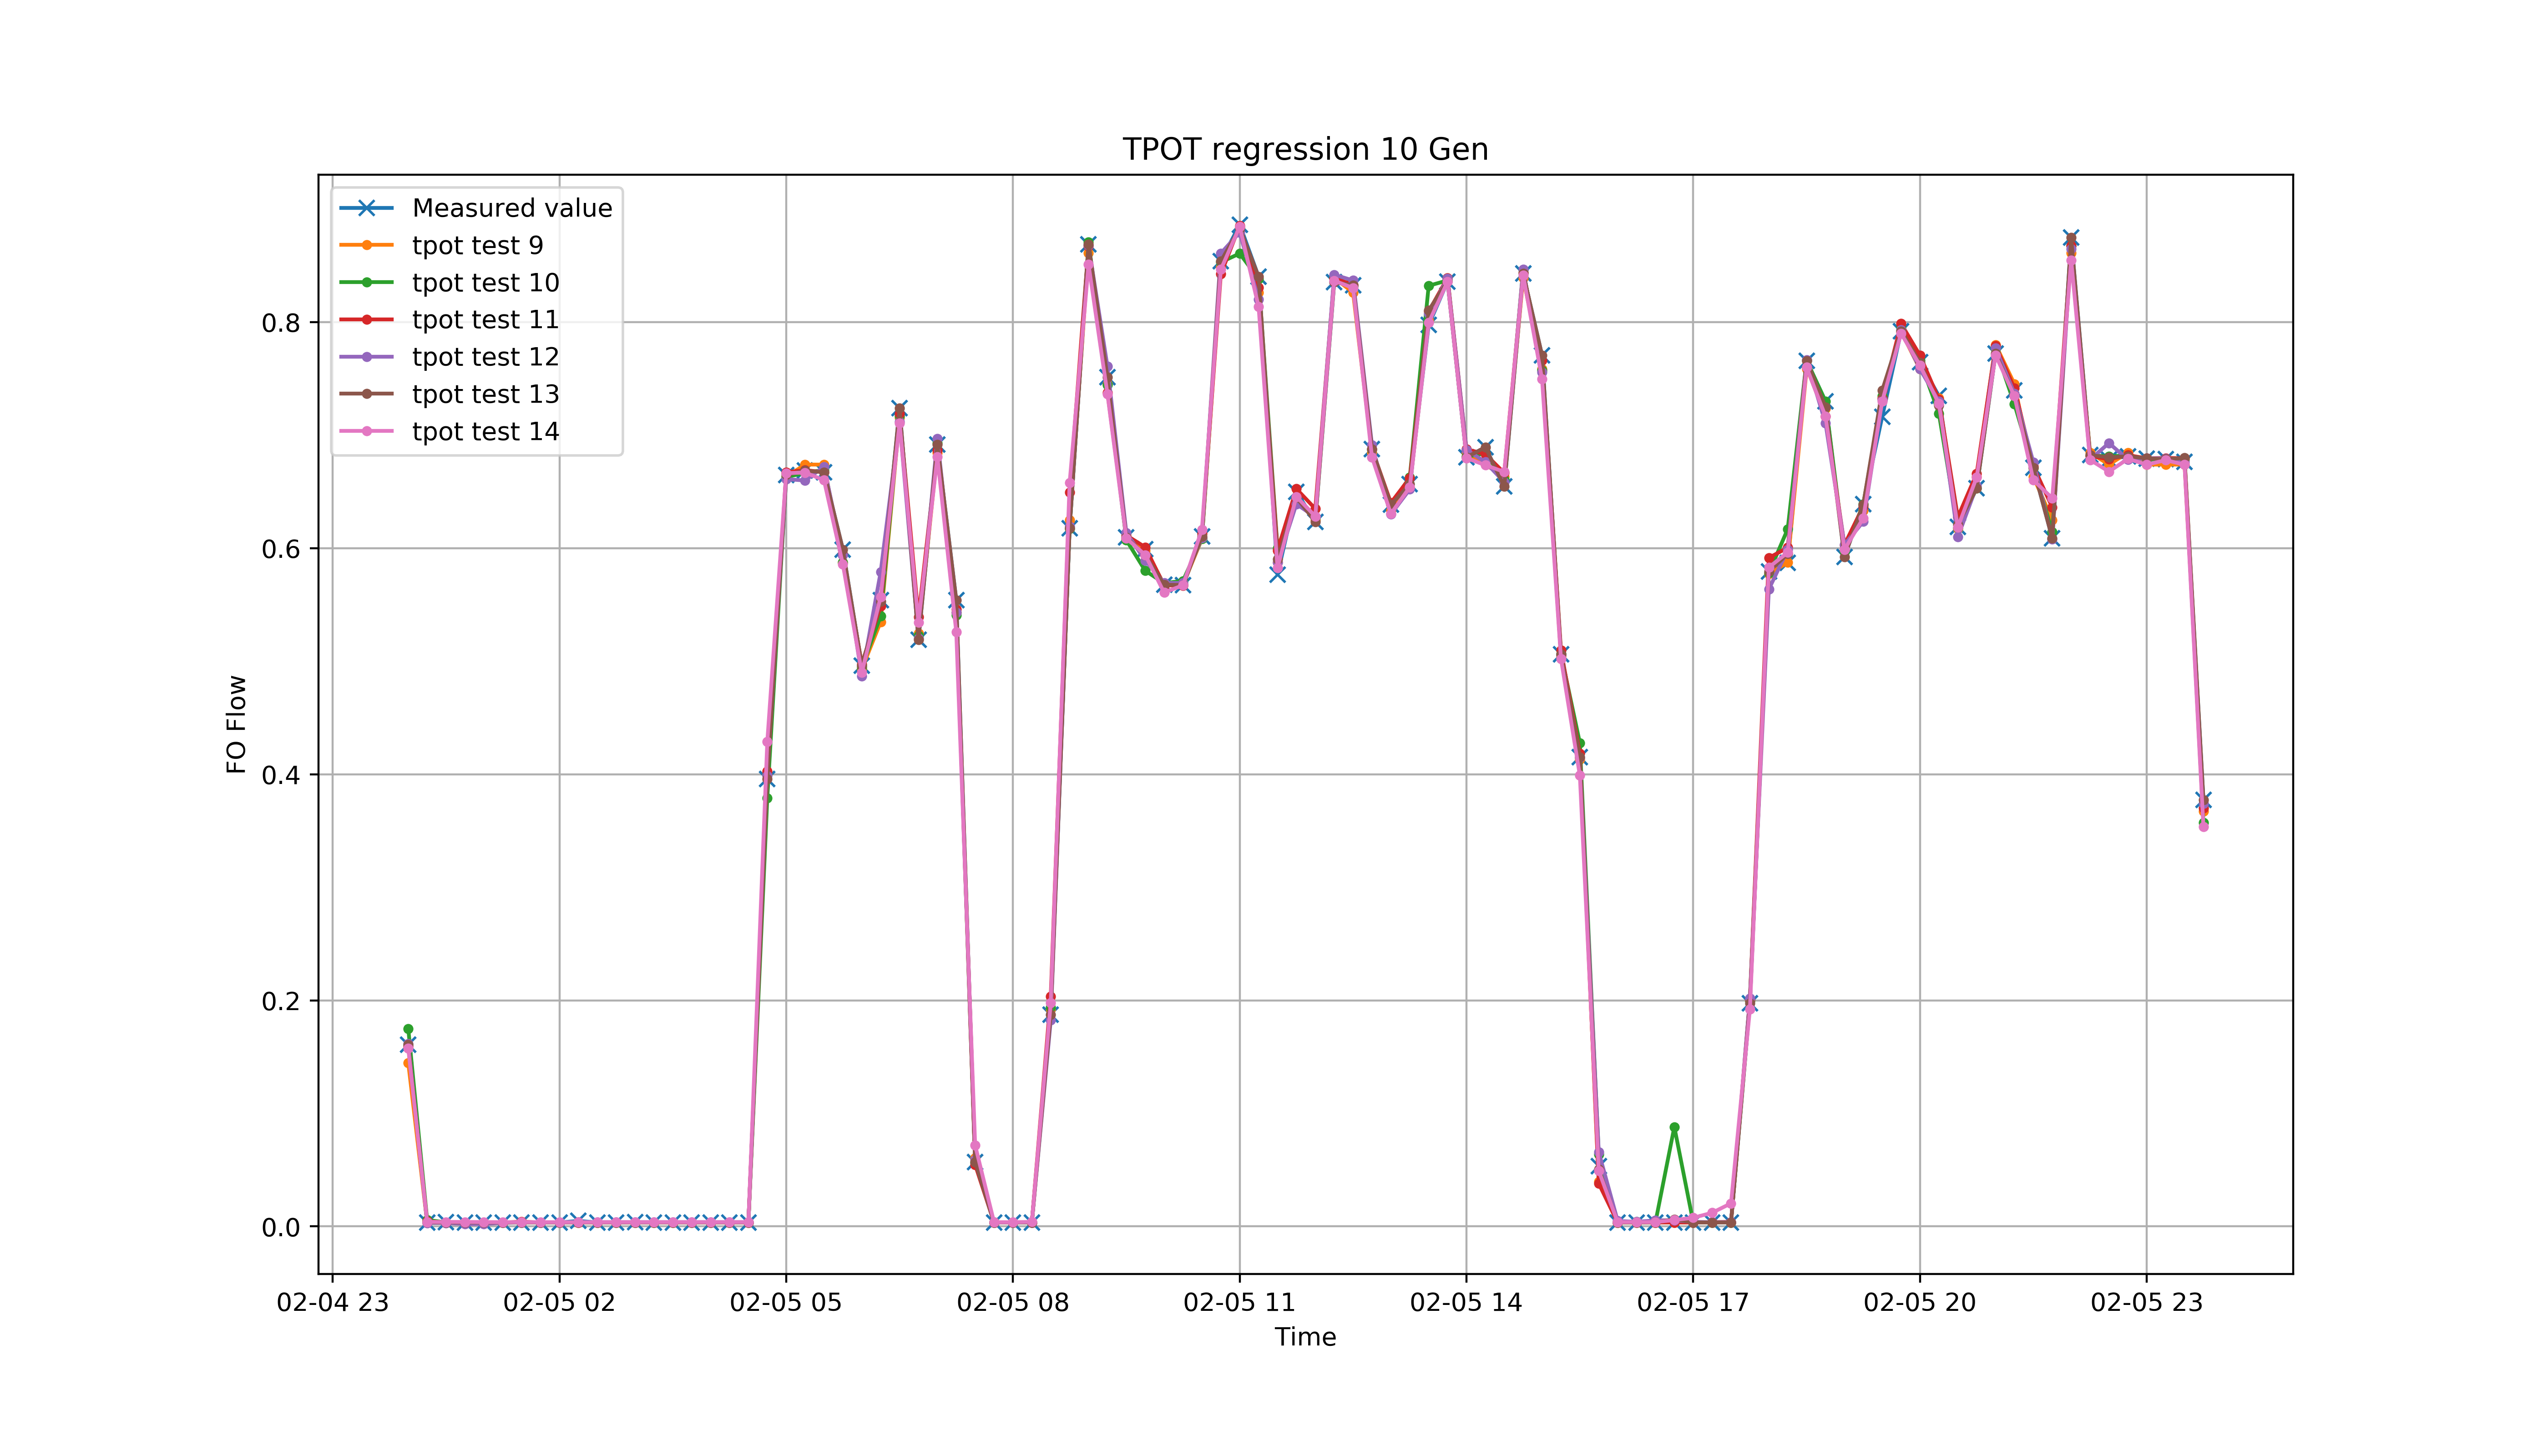 TPOT regression 10 Gen
Measured value
tpot test 9
tpot test 10
tpot test 11
tpot test 12
tpot test 13
tpot test 14
FO Flow
0.8
0.6
0.4
0.2
0.0
02-04 23 02-05 02 02-05 05 02-05 08 02-05 11 02-05 14 02-05 17 02-05 20 02-05 23
Time